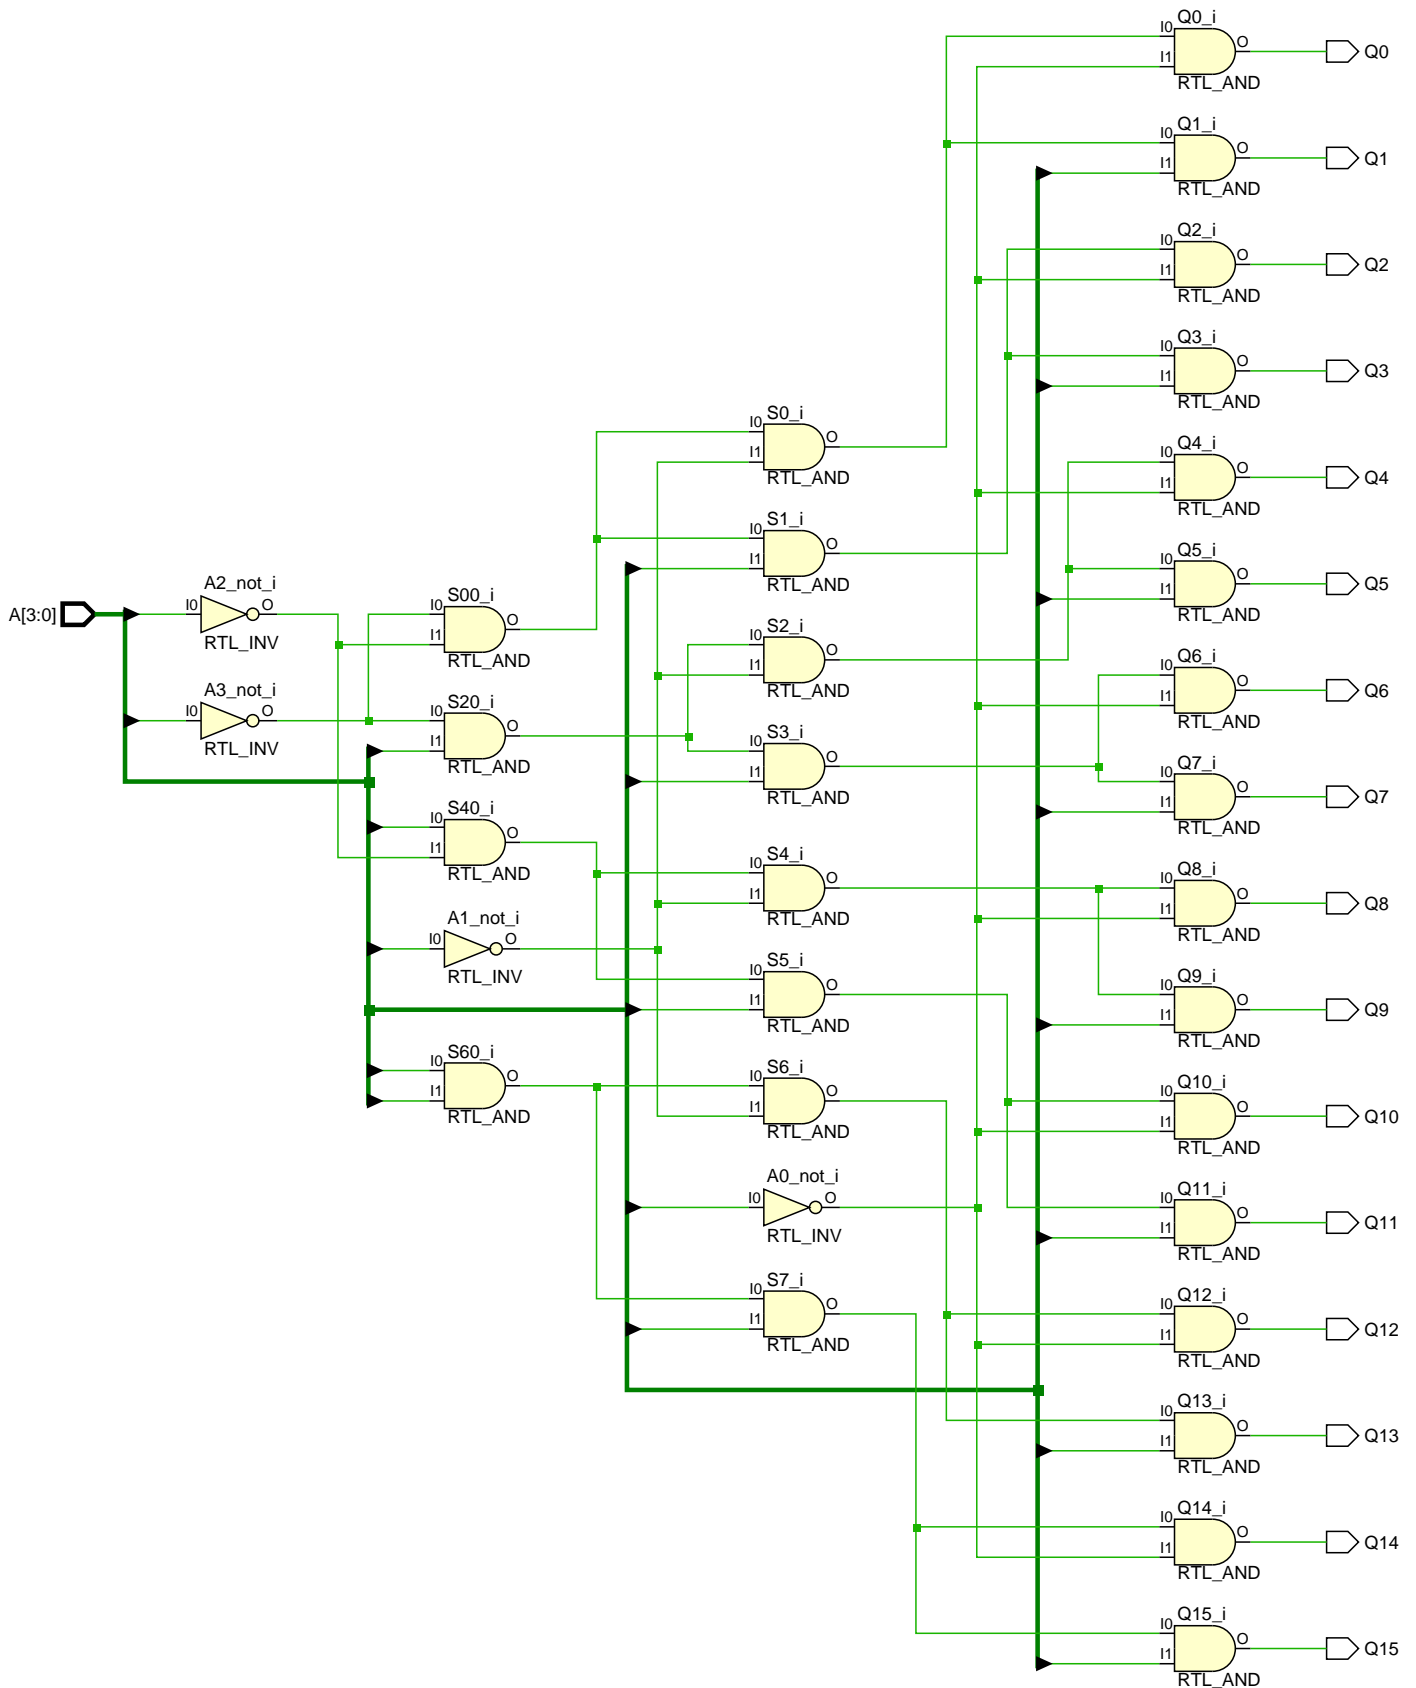 A[3:0]
A2_not_i
I0
O
RTL_INV
A3_not_i
I0
O
RTL_INV
S00_i
I0
I1
O
RTL_AND
S20_i
I0
I1
O
RTL_AND
S40_i
I0
I1
O
RTL_AND
A1_not_i
I0
O
RTL_INV
S60_i
I0
I1
O
RTL_AND
S0_i
I0
I1
O
RTL_AND
S1_i
I0
I1
O
RTL_AND
S2_i
I0
I1
O
RTL_AND
S3_i
I0
I1
O
RTL_AND
S4_i
I0
I1
O
RTL_AND
S5_i
I0
I1
O
RTL_AND
S6_i
I0
I1
O
RTL_AND
A0_not_i
I0
O
RTL_INV
S7_i
I0
I1
O
RTL_AND
Q0_i
I0
I1
O
RTL_AND
Q0
Q1_i
I0
I1
O
RTL_AND
Q1
Q2_i
I0
I1
O
RTL_AND
Q2
Q3_i
I0
I1
O
RTL_AND
Q3
Q4_i
I0
I1
O
RTL_AND
Q4
Q5_i
I0
I1
O
RTL_AND
Q5
Q6_i
I0
I1
O
RTL_AND
Q6
Q7_i
I0
I1
O
RTL_AND
Q7
Q8_i
I0
I1
O
RTL_AND
Q8
Q9_i
I0
I1
O
RTL_AND
Q9
Q10_i
I0
I1
O
RTL_AND
Q10
Q11_i
I0
I1
O
RTL_AND
Q11
Q12_i
I0
I1
O
RTL_AND
Q12
Q13_i
I0
I1
O
RTL_AND
Q13
Q14_i
I0
I1
O
RTL_AND
Q14
Q15_i
I0
I1
O
RTL_AND
Q15